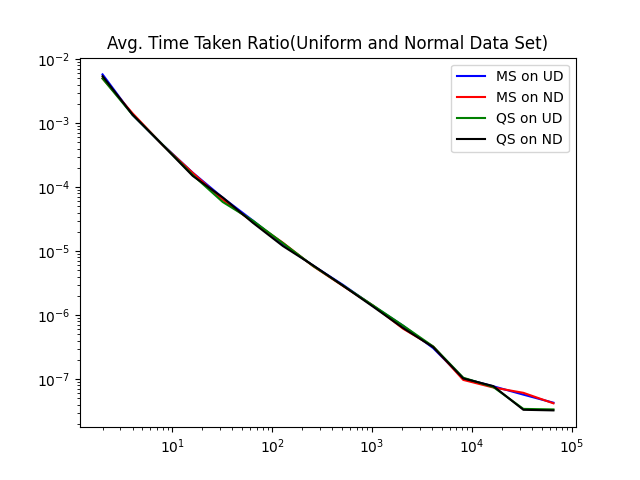 Avg. Time Taken Ratio(Uniform and Normal Data Set)
10⁻²
10⁻³
10⁻⁴
10⁻⁵
10⁻⁶
10⁻⁷
MS on UD
MS on ND
QS on UD
QS on ND
10¹ 10² 10³ 10⁴ 10⁵